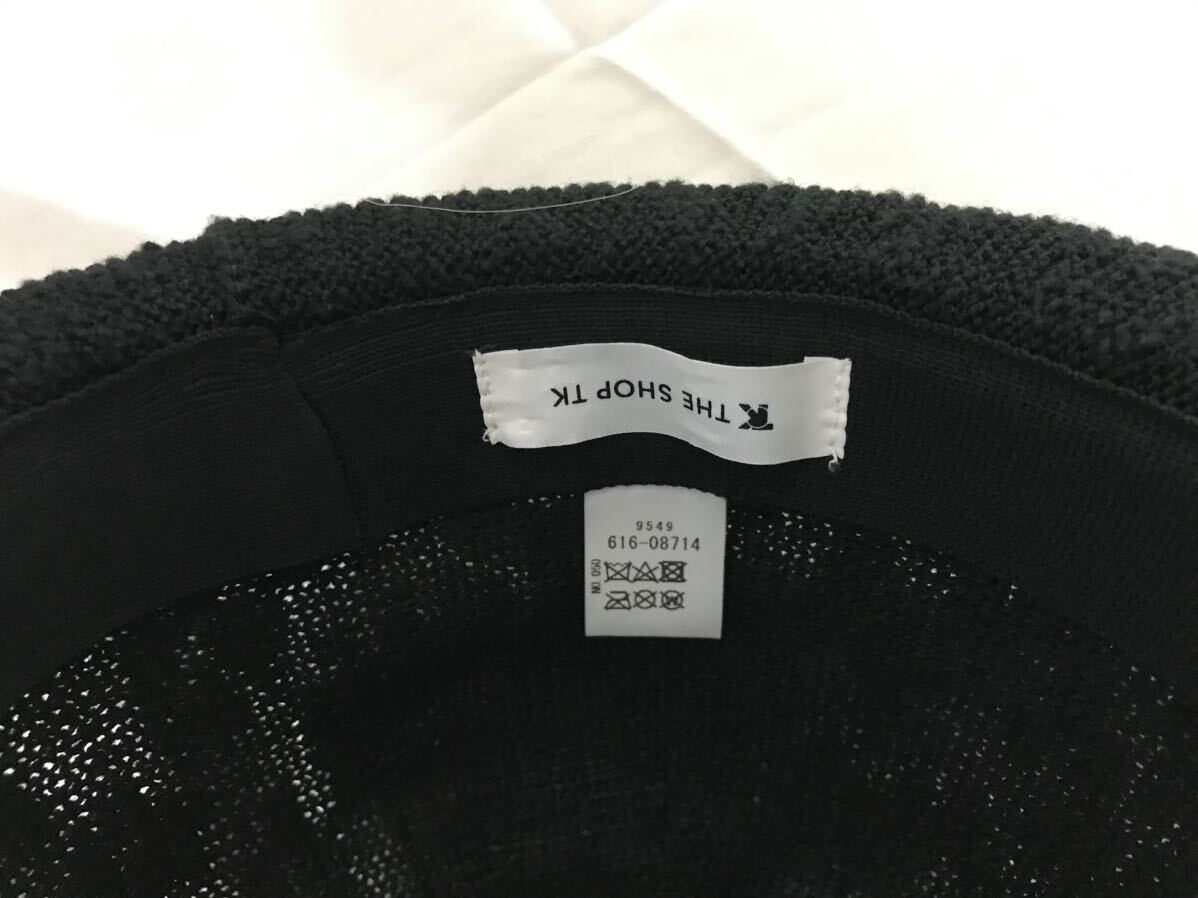 THE SHOP TK
9549
616-08714
NO.050